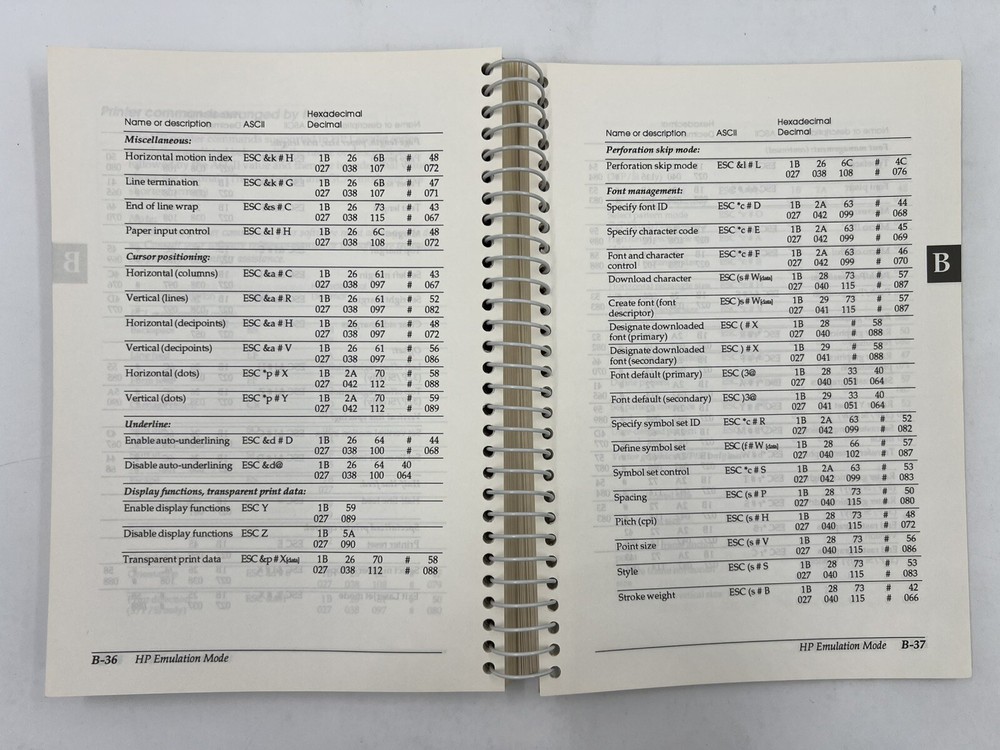 Hexadecimal
Name or description ASCII Decimal
Miscellaneous:
Horizontal motion index ESC &k # H 1B 26 6B # 48
027 038 107 # 072
Line termination ESC &k # G 1B 26 6B # 47
027 038 107 # 071
End of line wrap ESC &s # C 1B 26 73 # 43
027 038 115 # 067
Paper input control ESC &l # H 1B 26 6C # 48
027 038 108 # 072
Cursor positioning:
Horizontal (columns) ESC &a # C 1B 26 61 # 43
027 038 097 # 067
Vertical (lines) ESC &a # R 1B 26 61 # 52
027 038 097 # 082
Horizontal (decipoints) ESC &a # H 1B 26 61 # 48
027 038 097 # 072
Vertical (decipoints) ESC &a # V 1B 26 61 # 56
027 038 097 # 086
Horizontal (dots) ESC *p # X 1B 2A 70 # 58
027 042 112 # 088
Vertical (dots) ESC *p # Y 1B 2A 70 # 59
027 042 112 # 089
Underline:
Enable auto-underlining ESC &d # D 1B 26 64 # 44
027 038 100 # 068
Disable auto-underlining ESC &d@ 1B 26 64 40
027 038 100 064
Display functions, transparent print data:
Enable display functions ESC Y 1B 59
027 089
Disable display functions ESC Z 1B 5A
027 090
Transparent print data ESC &p # X[data] 1B 26 70 # 58
027 038 112 # 088
B-36 HP Emulation Mode
Hexadecimal
Name or description ASCII Decimal
Perforation skip mode:
Perforation skip mode ESC &l # L 1B 26 6C # 4C
027 038 108 # 076
Font management:
Specify font ID ESC *c # D 1B 2A 63 # 44
027 042 099 # 068
Specify character code ESC *c # E 1B 2A 63 # 45
027 042 099 # 069
Font and character ESC *c # F 1B 2A 63 # 46
control 027 042 099 # 070
Download character ESC (s # W[data] 1B 28 73 # 57
027 040 115 # 087
Create font (font ESC )s # W[data] 1B 29 73 # 57
descriptor) 027 041 115 # 087
Designate downloaded ESC ( # X 1B 28 # 58
font (primary) 027 040 # 088
Designate downloaded ESC ) # X 1B 29 # 58
font (secondary) 027 041 # 088
Font default (primary) ESC (3@ 1B 28 33 40
027 040 051 064
Font default (secondary) ESC )3@ 1B 29 33 40
027 041 051 064
Specify symbol set ID ESC *c # R 1B 2A 63 # 52
027 042 099 # 082
Define symbol set ESC (f # W [data] 1B 28 66 # 57
027 040 102 # 087
Symbol set control ESC *c # S 1B 2A 63 # 53
027 042 099 # 083
Spacing ESC (s # P 1B 28 73 # 50
027 040 115 # 080
Pitch (cpi) ESC (s # H 1B 28 73 # 48
027 040 115 # 072
Point size ESC (s # V 1B 28 73 # 56
027 040 115 # 086
Style ESC (s # S 1B 28 73 # 53
027 040 115 # 083
Stroke weight ESC (s # B 1B 28 73 # 42
027 040 115 # 066
B
HP Emulation Mode B-37